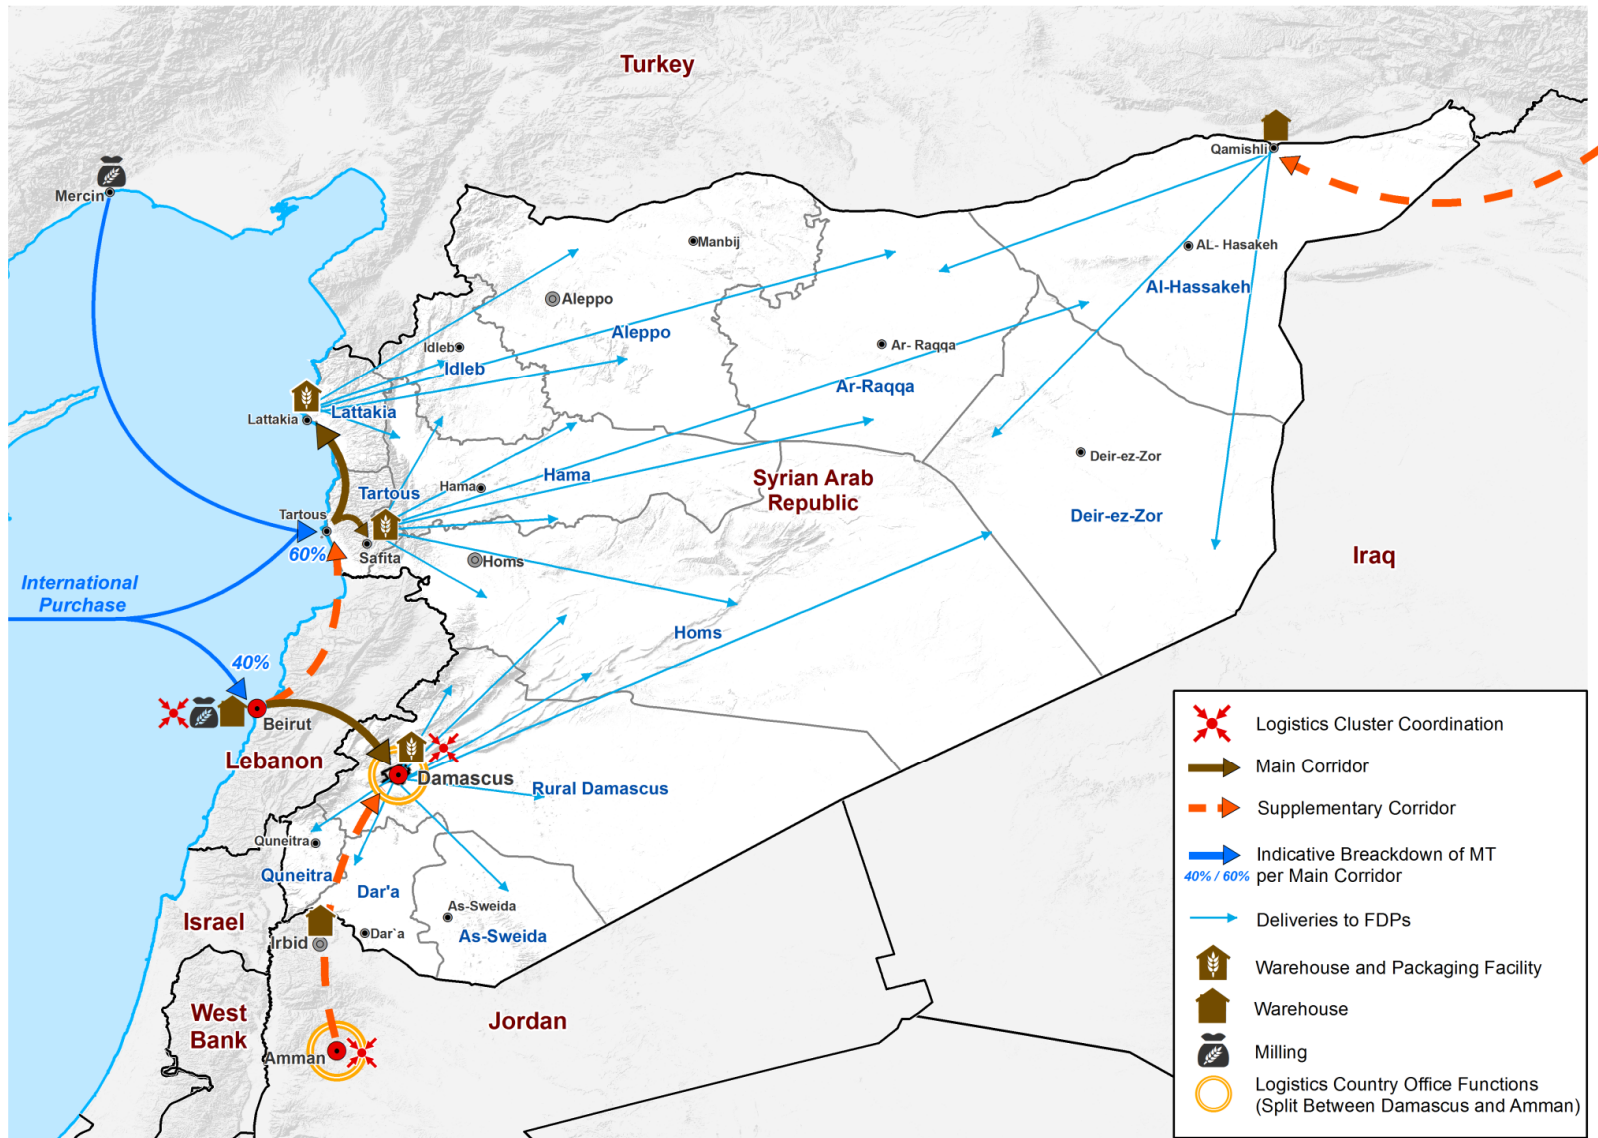 Turkey
Qamishli
Mercin
Manbij
AL- Hasakeh
Al-Hassakeh
Aleppo
Aleppo
Idleb
Idleb
Ar- Raqqa
Ar-Raqqa
Lattakia
Lattakia
Deir-ez-Zor
Hama
Hama
Syrian Arab
Republic
Tartous
Tartous
Deir-ez-Zor
60%
Safita
Homs
Iraq
International
Purchase
Homs
40%
Beirut
Lebanon
Damascus
Rural Damascus
Quneitra
Quneitra
Dar'a
As-Sweida
Israel
Irbid
Dar`a
As-Sweida
West
Bank
Jordan
Amman
Logistics Cluster Coordination
Main Corridor
Supplementary Corridor
Indicative Breackdown of MT
40% / 60% per Main Corridor
Deliveries to FDPs
Warehouse and Packaging Facility
Warehouse
Milling
Logistics Country Office Functions
(Split Between Damascus and Amman)